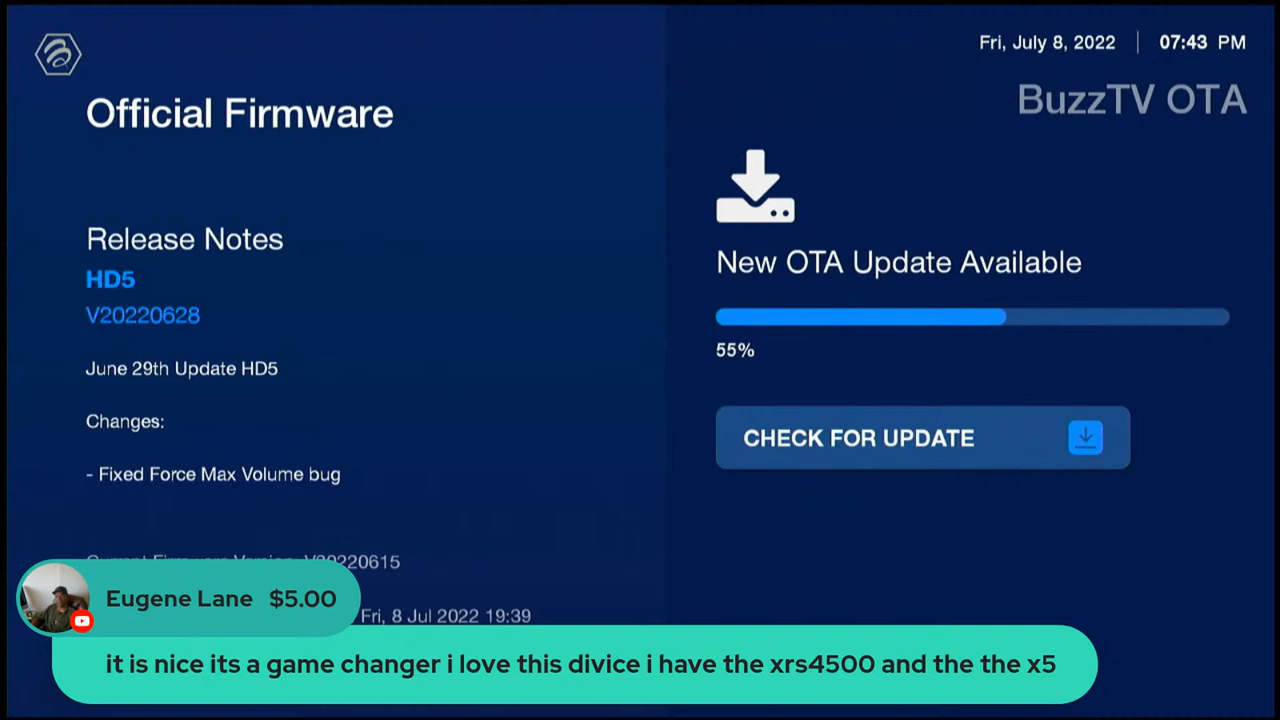 Fri, July 8, 2022 | 07:43 PM
BuzzTV OTA
Official Firmware
Release Notes
HD5
V20220628
June 29th Update HD5
Changes:
- Fixed Force Max Volume bug
Current Firmware Version: V20220615
Fri, 8 Jul 2022 19:39
New OTA Update Available
55%
CHECK FOR UPDATE
Eugene Lane $5.00
it is nice its a game changer i love this divice i have the xrs4500 and the the x5